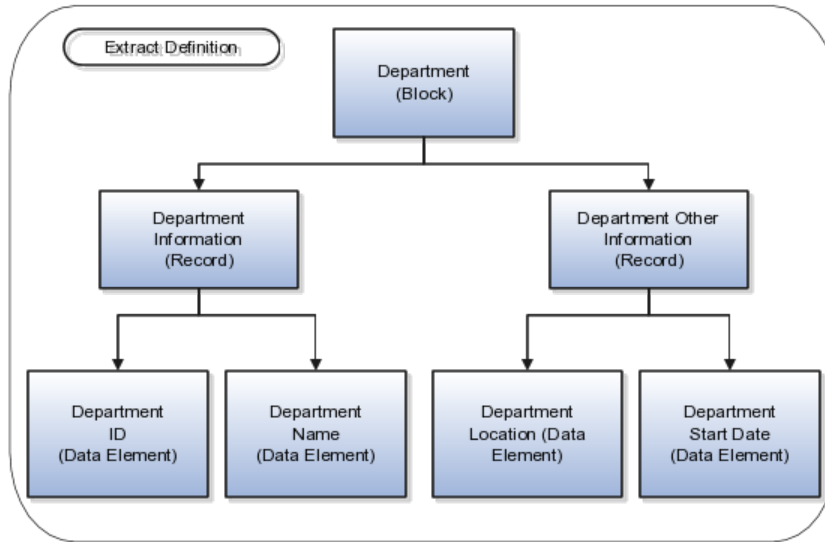 Extract Definition
Department
(Block)
Department
Information
(Record)
Department Other
Information
(Record)
Department
ID
(Data Element)
Department
Name
(Data Element)
Department
Location (Data
Element)
Department
Start Date
(Data Element)